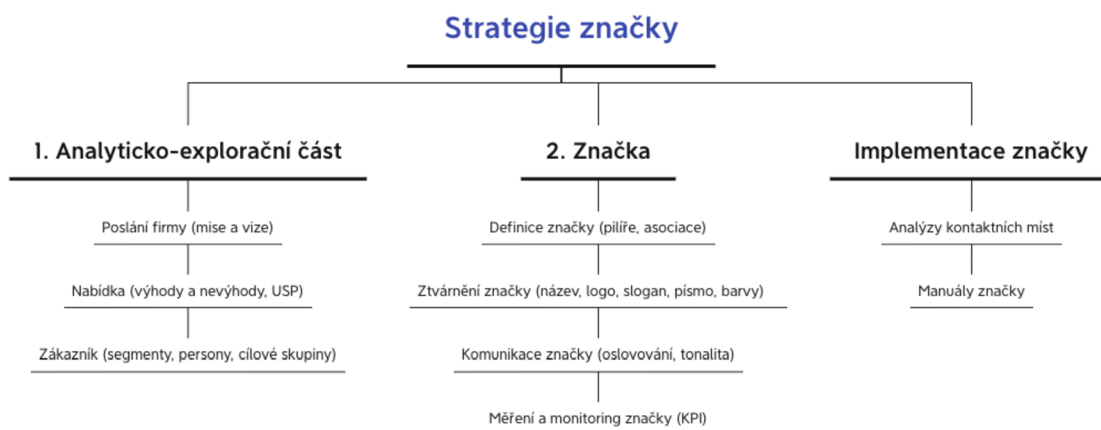 Strategie značky
1. Analyticko-explorační část
Poslání firmy (mise a vize)
Nabídka (výhody a nevýhody, USP)
Zákazník (segmenty, persony, cílové skupiny)
2. Značka
Definice značky (pilíře, asociace)
Ztvárnění značky (název, logo, slogan, písmo, barvy)
Komunikace značky (oslovování, tonalita)
Měření a monitoring značky (KPI)
Implementace značky
Analýzy kontaktních míst
Manuály značky